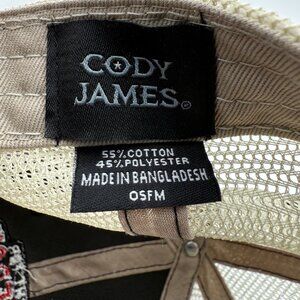 CODY
JAMES®
55% COTTON
45% POLYESTER
MADE IN BANGLADESH
OSFM